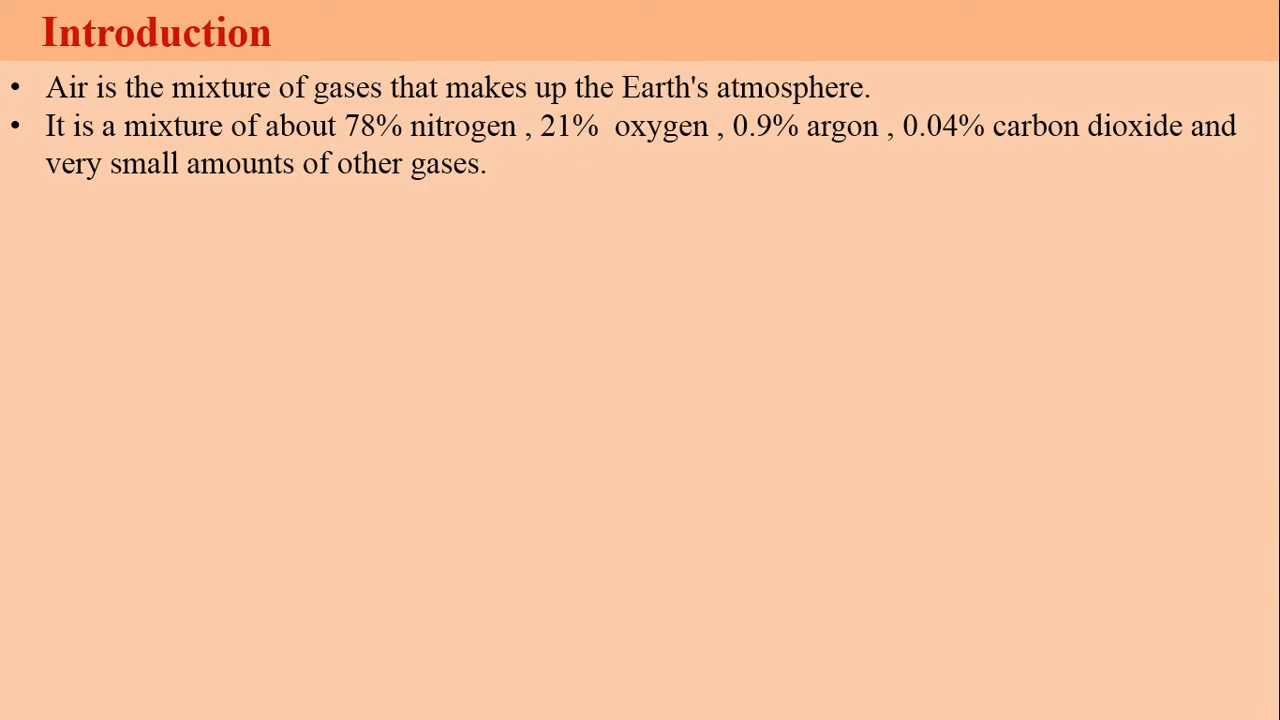 Introduction
• Air is the mixture of gases that makes up the Earth's atmosphere.
• It is a mixture of about 78% nitrogen , 21%  oxygen , 0.9% argon , 0.04% carbon dioxide and
very small amounts of other gases.